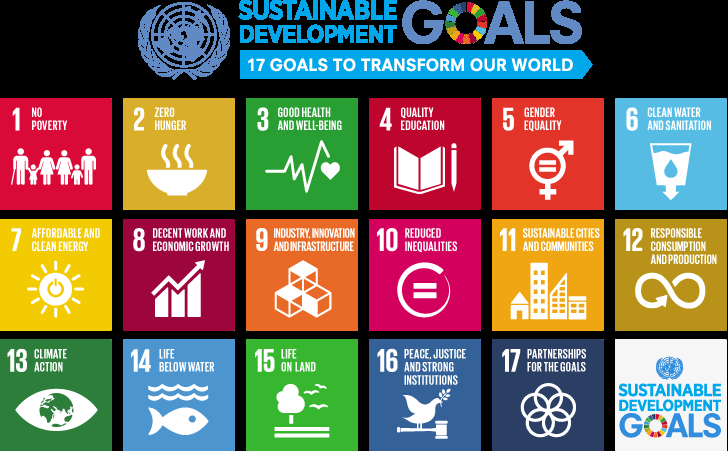 SUSTAINABLE
DEVELOPMENT
GOALS
17 GOALS TO TRANSFORM OUR WORLD
1 NO
POVERTY
2 ZERO
HUNGER
3 GOOD HEALTH
AND WELL-BEING
4 QUALITY
EDUCATION
5 GENDER
EQUALITY
6 CLEAN WATER
AND SANITATION
7 AFFORDABLE AND
CLEAN ENERGY
8 DECENT WORK AND
ECONOMIC GROWTH
9 INDUSTRY, INNOVATION
AND INFRASTRUCTURE
10 REDUCED
INEQUALITIES
11 SUSTAINABLE CITIES
AND COMMUNITIES
12 RESPONSIBLE
CONSUMPTION
AND PRODUCTION
13 CLIMATE
ACTION
14 LIFE
BELOW WATER
15 LIFE
ON LAND
16 PEACE, JUSTICE
AND STRONG
INSTITUTIONS
17 PARTNERSHIPS
FOR THE GOALS
SUSTAINABLE
DEVELOPMENT
GOALS